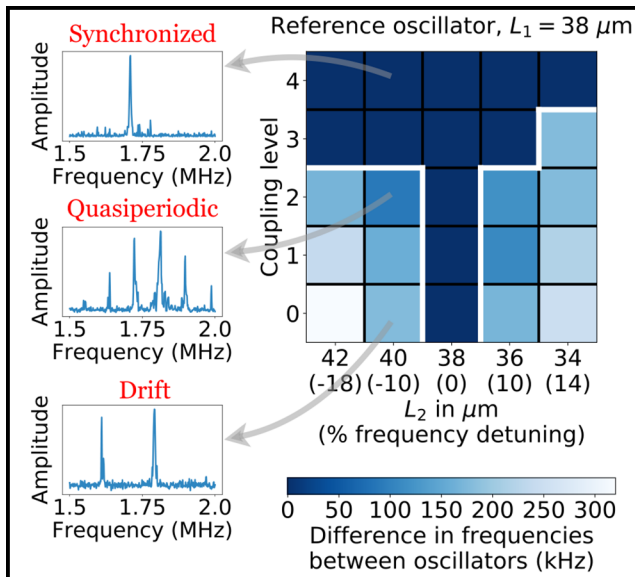 Synchronized
Amplitude
1.5 1.75 2.0
Frequency (MHz)
Quasiperiodic
Amplitude
1.5 1.75 2.0
Frequency (MHz)
Drift
Amplitude
1.5 1.75 2.0
Frequency (MHz)
Reference oscillator, L₁ = 38 μm
Coupling level
4
3
2
1
0
42 40 38 36 34
(-18) (-10) (0) (10) (14)
L₂ in μm
(% frequency detuning)
0 50 100 150 200 250 300
Difference in frequencies
between oscillators (kHz)